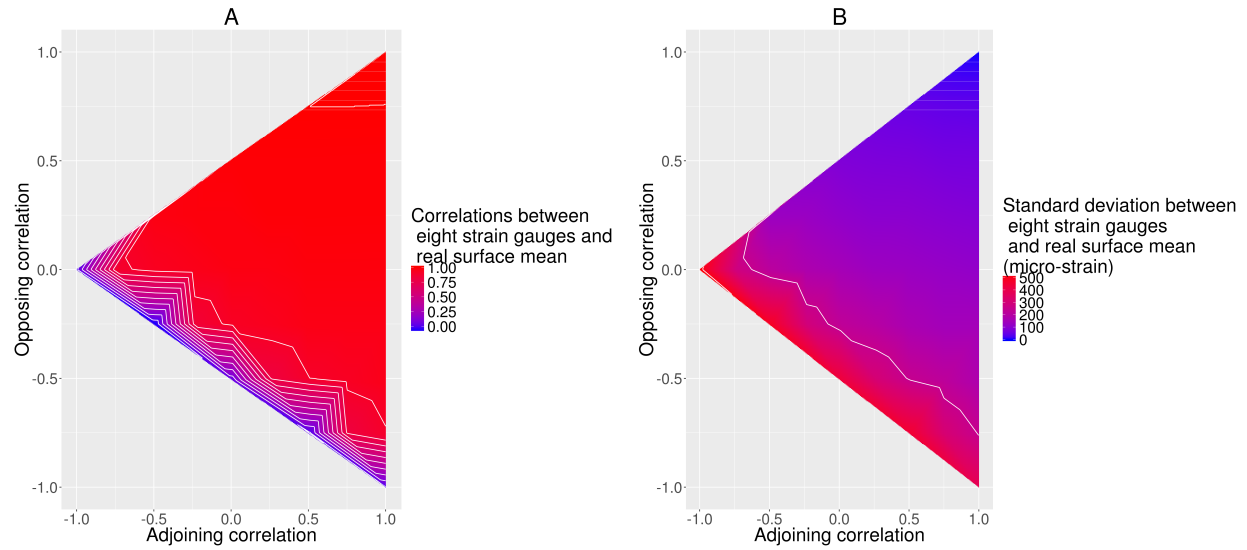 A
1.0
0.5
0.0
-0.5
-1.0
Opposing correlation
-1.0 -0.5 0.0 0.5 1.0
Adjoining correlation
Correlations between
eight strain gauges and
real surface mean
1.00
0.75
0.50
0.25
0.00
B
1.0
0.5
0.0
-0.5
-1.0
Opposing correlation
-1.0 -0.5 0.0 0.5 1.0
Adjoining correlation
Standard deviation between
eight strain gauges
and real surface mean
(micro-strain)
500
400
300
200
100
0